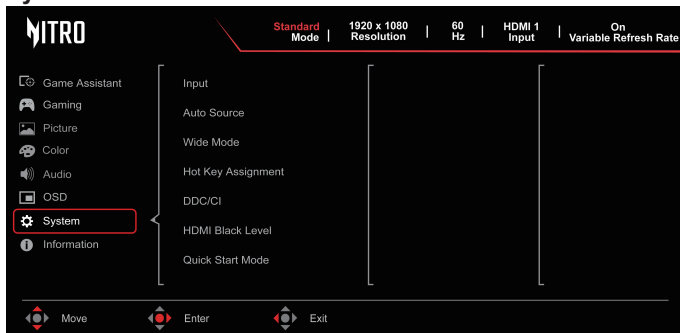 NITRO
Standard Mode | 1920 x 1080 Resolution | 60 Hz | HDMI 1 Input | On Variable Refresh Rate
Game Assistant
Gaming
Picture
Color
Audio
OSD
System
Information
Input
Auto Source
Wide Mode
Hot Key Assignment
DDC/CI
HDMI Black Level
Quick Start Mode
Move
Enter
Exit